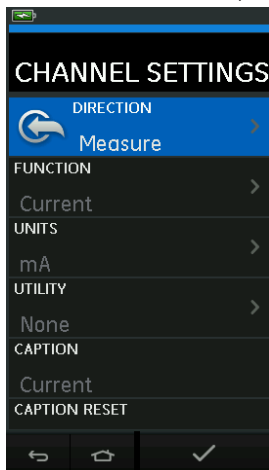 CHANNEL SETTINGS
DIRECTION
Measure
FUNCTION
Current
UNITS
mA
UTILITY
None
CAPTION
Current
CAPTION RESET